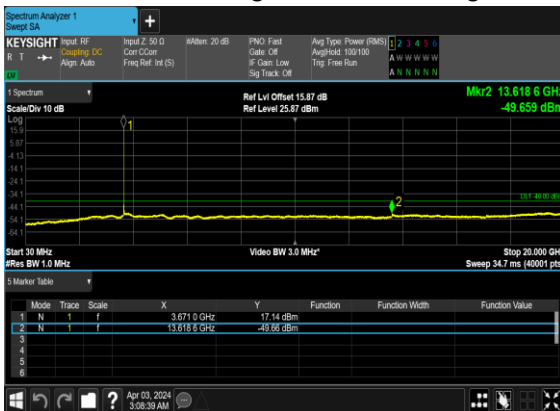 Spectrum Analyzer 1
Swept SA
KEYSIGHT Input: RF Input Z: 50 Ω #Atten: 20 dB PNO: Fast Avg Type: Power (RMS) 1 2 3 4 5 6
R T Coupling: DC Corr CCorr Gate: Off Avg|Hold: 100/100 A W W W W W
Align: Auto Freq Ref: Int (S) IF Gain: Low Trig: Free Run
LV Sig Track: Off A N N N N N
1 Spectrum Ref Lvl Offset 15.87 dB Mkr2 13.618 6 GHz
Scale/Div 10 dB Ref Level 25.87 dBm -49.659 dBm
Log
1
15.9
5.87
-4.13
-14.1
-24.1
-34.1
2
DL1 -40.00 dBm
-44.1
-54.1
-64.1
Start 30 MHz Video BW 3.0 MHz* Stop 20.000 GHz
#Res BW 1.0 MHz Sweep 34.7 ms (40001 pts)
5 Marker Table
Mode Trace Scale X Y Function Function Width Function Value
1 N 1 f 3.671 0 GHz 17.14 dBm
2 N 1 f 13.618 6 GHz -49.66 dBm
3
4
5
6
? Apr 03, 2024
3:08:39 AM